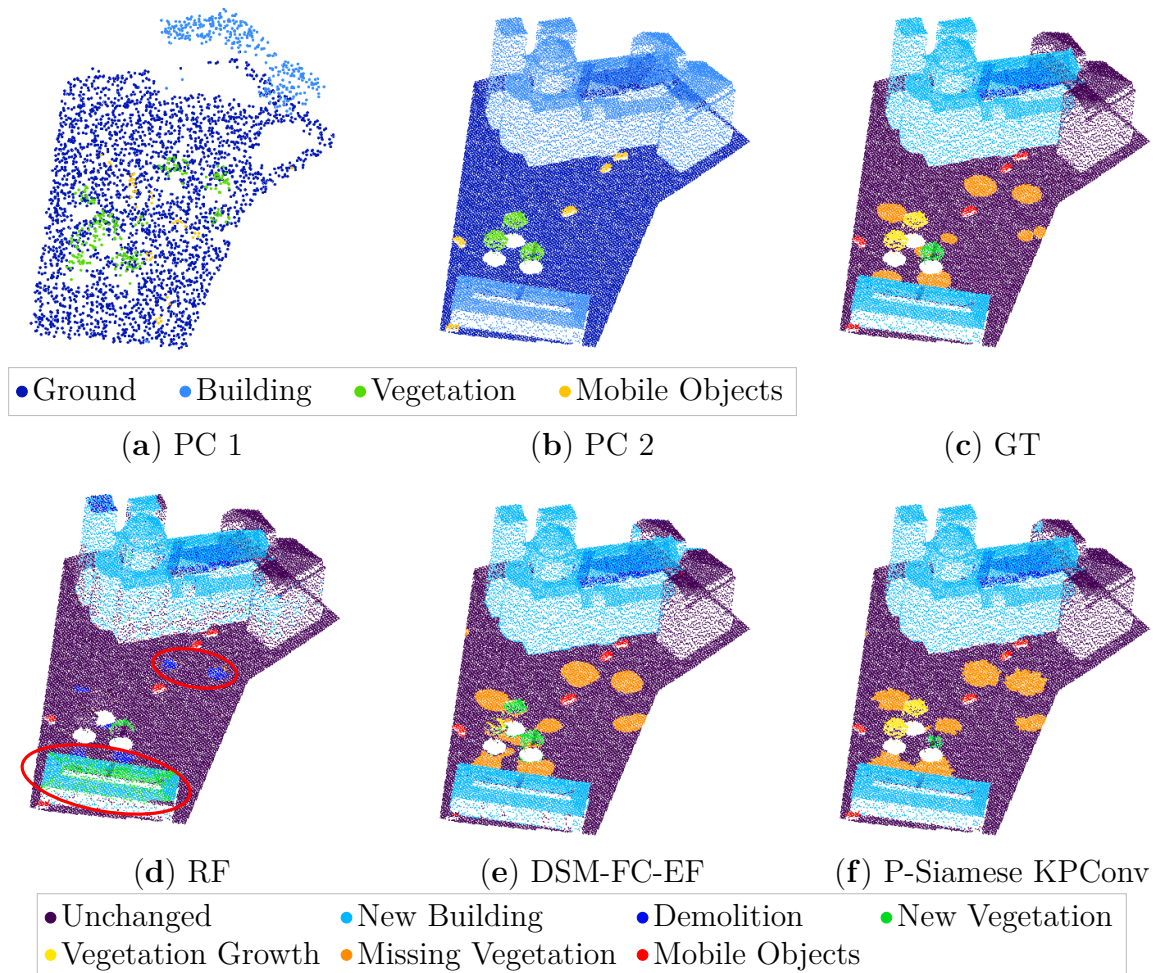 Ground Building Vegetation Mobile Objects
(a) PC 1 (b) PC 2 (c) GT
(d) RF (e) DSM-FC-EF (f) P-Siamese KPConv
Unchanged New Building Demolition New Vegetation
Vegetation Growth Missing Vegetation Mobile Objects